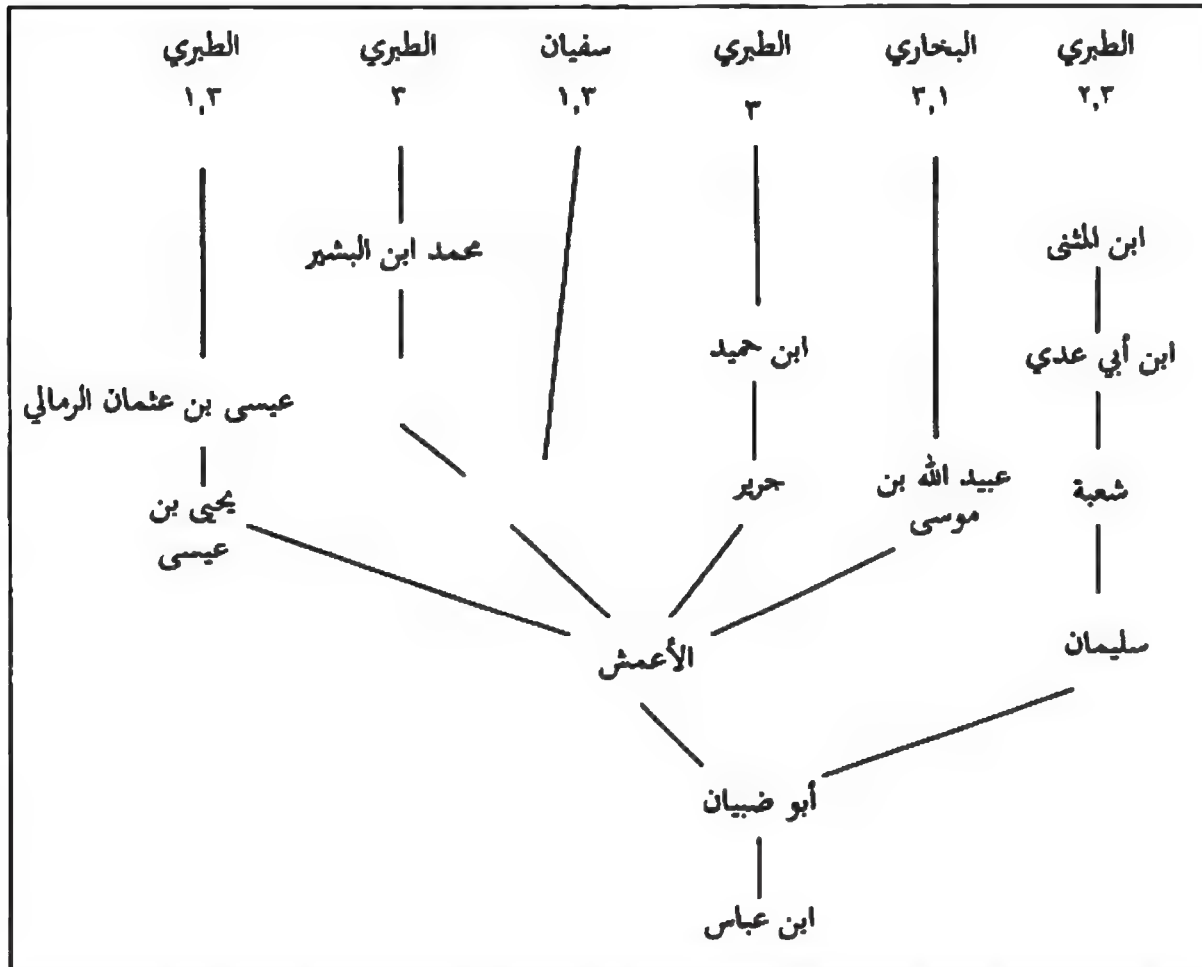 الطبري البخاري الطبري سفيان الطبري الطبري
٢,٣ ٣,١ ٣ ١,٣ ٣ ١,٣
ابن المثنى محمد ابن البشير
ابن أبي عدي ابن حميد
عيسى بن عثمان الرمالي
شعبة عبيد الله بن جرير يحيى بن
موسى عيسى
سليمان الأعمش
أبو ضبيان
ابن عباس